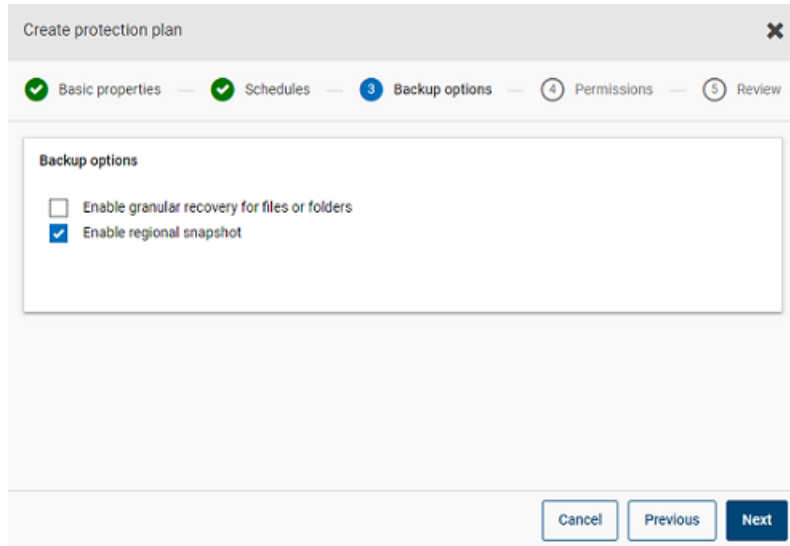 Create protection plan
Basic properties — Schedules — 3 Backup options — 4 Permissions — 5 Review
Backup options
Enable granular recovery for files or folders
Enable regional snapshot
Cancel Previous Next